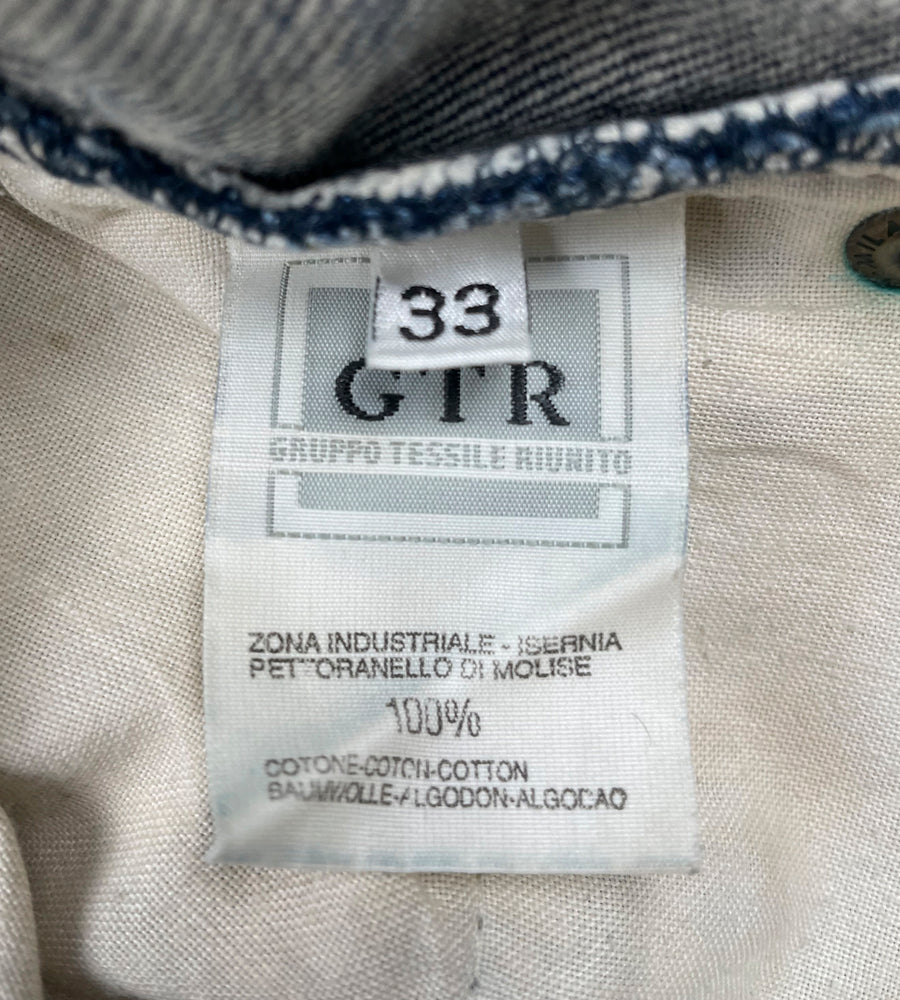 33
GTR
GRUPPO TESSILE RIUNITO
ZONA INDUSTRIALE - ISERNIA
PETTORANELLO DI MOLISE
100%
COTONE-COTON-COTTON
BAUMWOLLE-ALGODON-ALGODAO